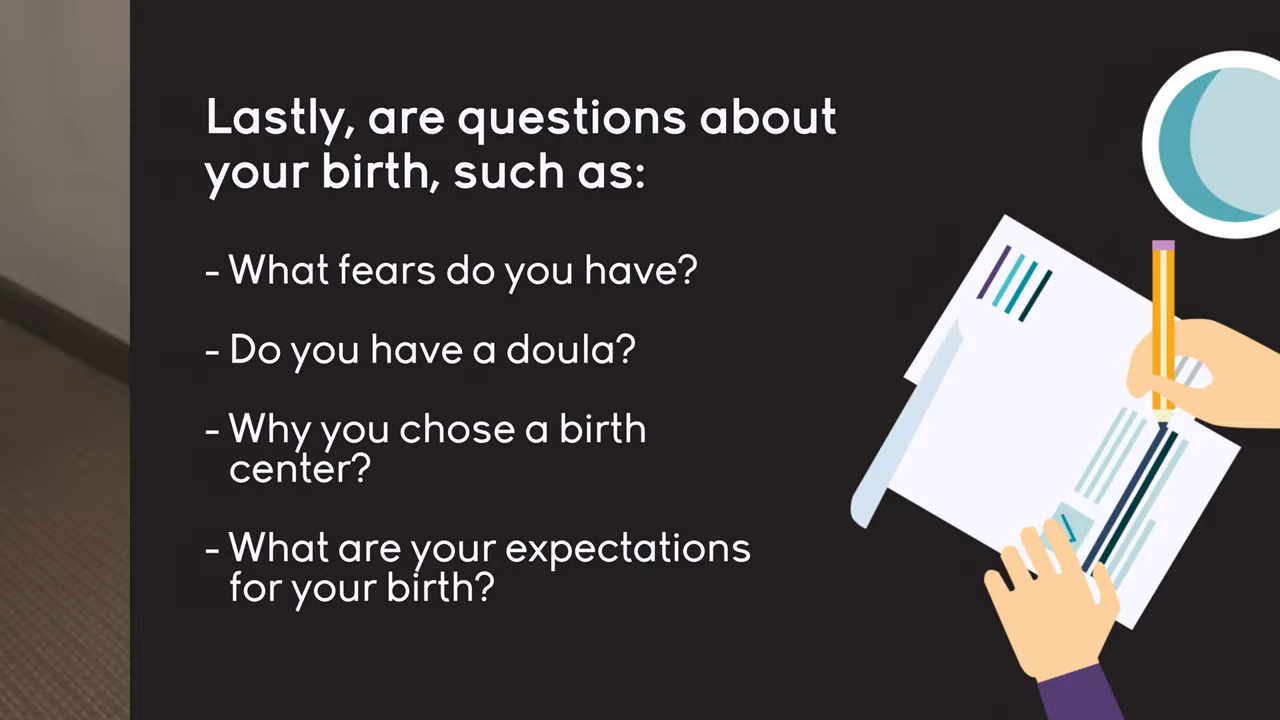 Lastly, are questions about
your birth, such as:
- What fears do you have?
- Do you have a doula?
- Why you chose a birth
center?
- What are your expectations
for your birth?